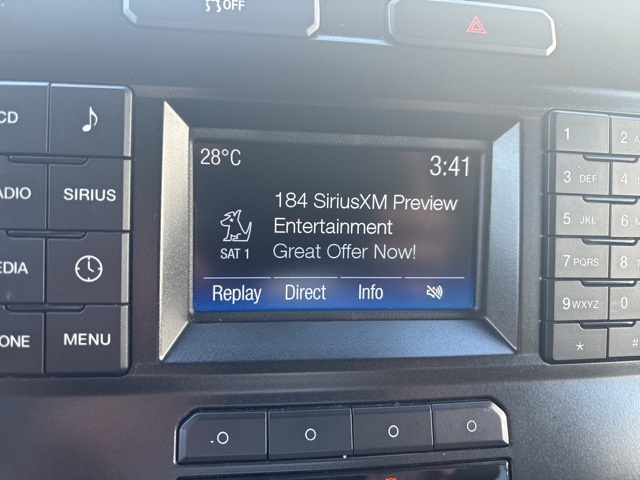 OFF
CD
♪
ADIO
SIRIUS
EDIA
ONE
MENU
28°C
3:41
184 SiriusXM Preview
Entertainment
Great Offer Now!
SAT 1
Replay Direct Info
1
2 A
3 DEF
4
5 JKL
6
7 PQRS
8 T
9 WXYZ
0
*
#